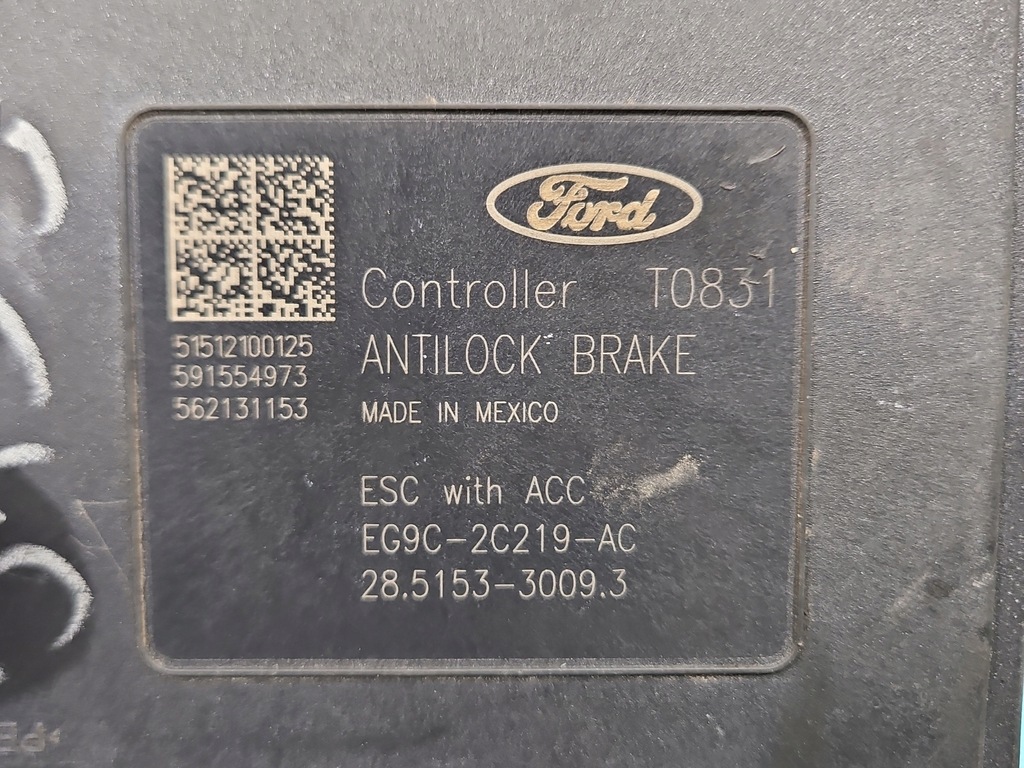 Ford
Controller T0831
ANTILOCK BRAKE
MADE IN MEXICO
51512100125
591554973
562131153
ESC with ACC
EG9C-2C219-AC
28.5153-3009.3